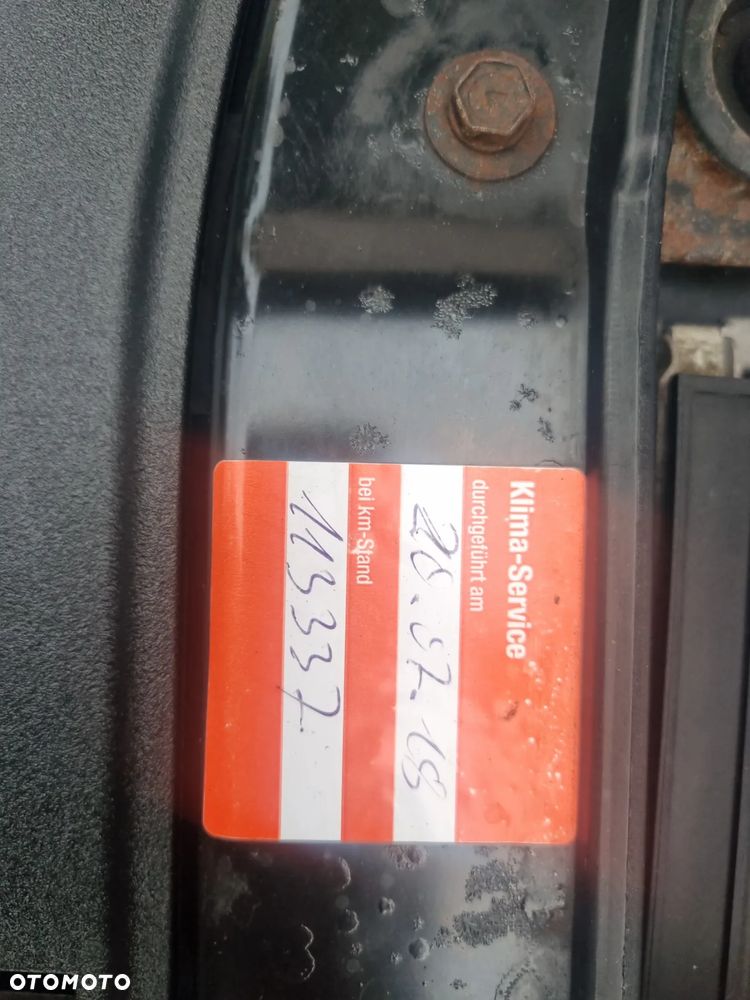 Klima-Service
durchgeführt am
20.07.18
bei km-Stand
113337
OTOMOTO